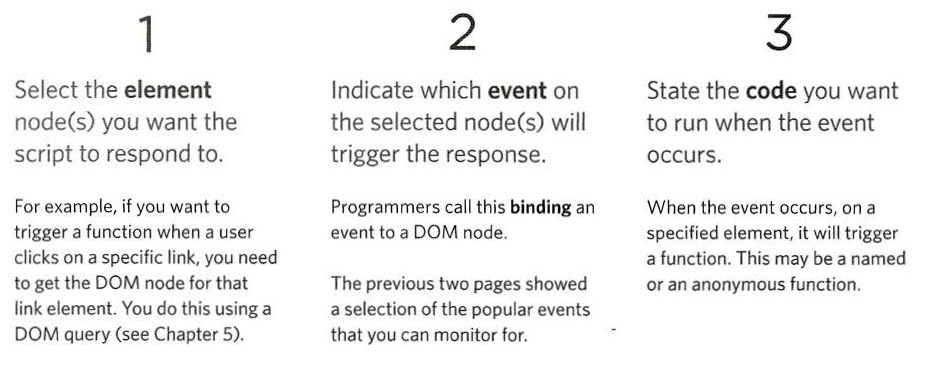 1
Select the element
node(s) you want the
script to respond to.
For example, if you want to
trigger a function when a user
clicks on a specific link, you need
to get the DOM node for that
link element. You do this using a
DOM query (see Chapter 5).
2
Indicate which event on
the selected node(s) will
trigger the response.
Programmers call this binding an
event to a DOM node.
The previous two pages showed
a selection of the popular events
that you can monitor for.
3
State the code you want
to run when the event
occurs.
When the event occurs, on a
specified element, it will trigger
a function. This may be a named
or an anonymous function.